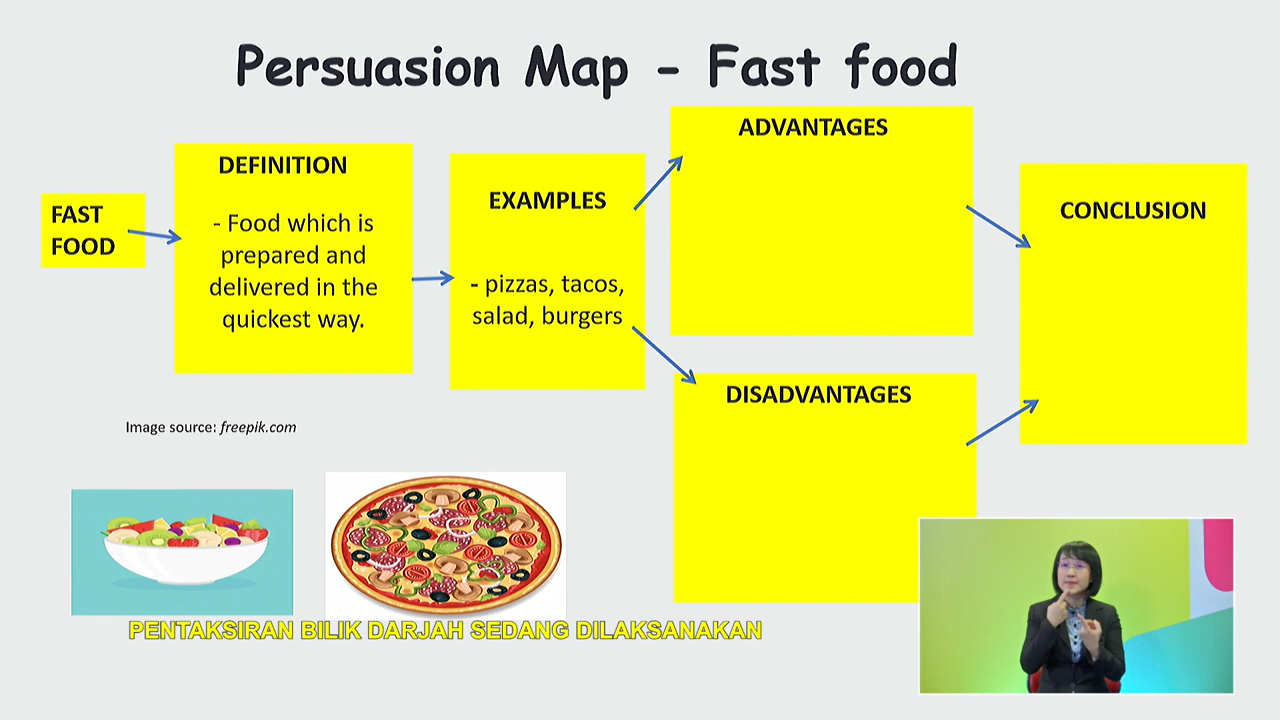 Persuasion Map - Fast food
FAST
FOOD
DEFINITION
- Food which is
prepared and
delivered in the
quickest way.
EXAMPLES
- pizzas, tacos,
salad, burgers
ADVANTAGES
DISADVANTAGES
CONCLUSION
Image source: freepik.com
PENTAKSIRAN BILIK DARJAH SEDANG DILAKSANAKAN